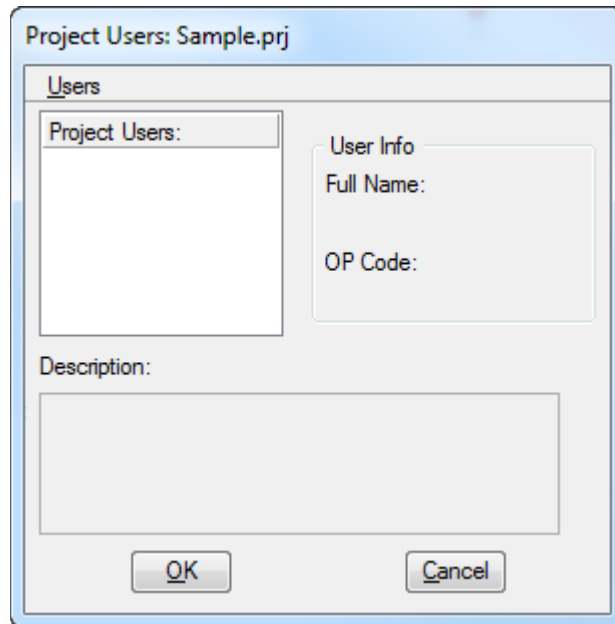 Project Users: Sample.prj
Users
Project Users:
User Info
Full Name:
OP Code:
Description:
OK
Cancel